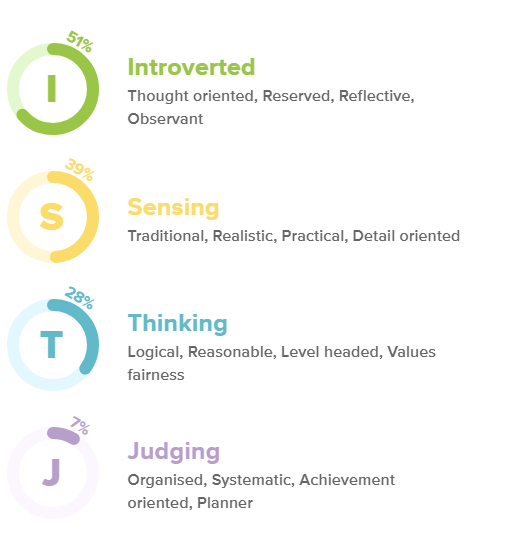 51%
I
Introverted
Thought oriented, Reserved, Reflective,
Observant
39%
S
Sensing
Traditional, Realistic, Practical, Detail oriented
28%
T
Thinking
Logical, Reasonable, Level headed, Values
fairness
7%
J
Judging
Organised, Systematic, Achievement
oriented, Planner